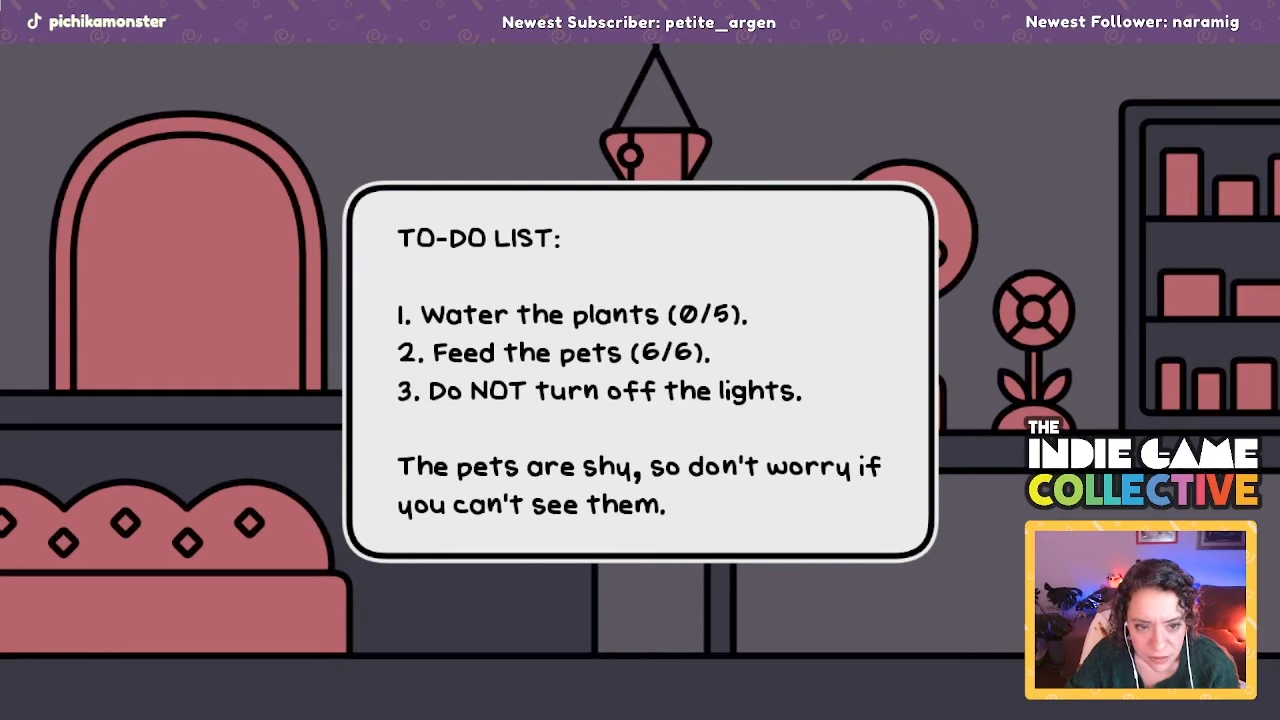 pichikamonster
Newest Subscriber: petite_argen
Newest Follower: naramig
TO-DO LIST:
1. Water the plants (0/5).
2. Feed the pets (6/6).
3. Do NOT turn off the lights.
The pets are shy, so don't worry if
you can't see them.
THE
INDIE GAME
COLLECTIVE